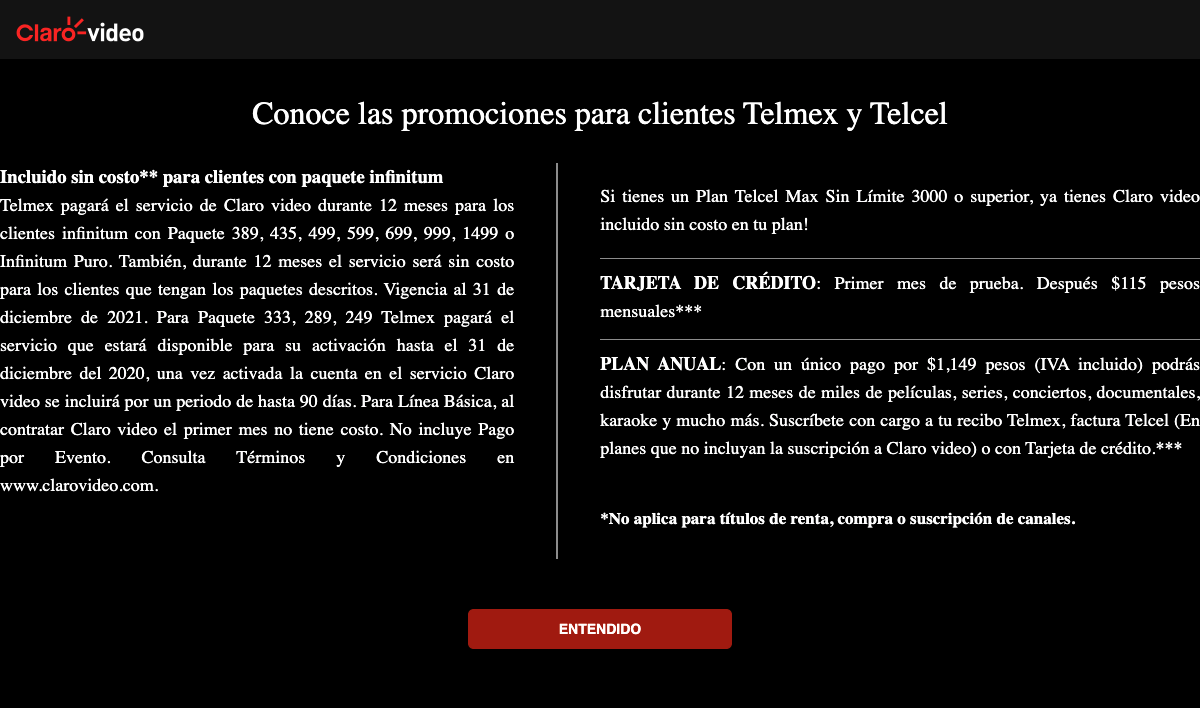 Claro-video
Conoce las promociones para clientes Telmex y Telcel
Incluido sin costo** para clientes con paquete infinitum
Telmex pagará el servicio de Claro video durante 12 meses para los
clientes infinitum con Paquete 389, 435, 499, 599, 699, 999, 1499 o
Infinitum Puro. También, durante 12 meses el servicio será sin costo
para los clientes que tengan los paquetes descritos. Vigencia al 31 de
diciembre de 2021. Para Paquete 333, 289, 249 Telmex pagará el
servicio que estará disponible para su activación hasta el 31 de
diciembre del 2020, una vez activada la cuenta en el servicio Claro
video se incluirá por un periodo de hasta 90 días. Para Línea Básica, al
contratar Claro video el primer mes no tiene costo. No incluye Pago
por Evento. Consulta Términos y Condiciones en
www.clarovideo.com.
Si tienes un Plan Telcel Max Sin Límite 3000 o superior, ya tienes Claro video
incluido sin costo en tu plan!
TARJETA DE CRÉDITO: Primer mes de prueba. Después $115 pesos
mensuales***
PLAN ANUAL: Con un único pago por $1,149 pesos (IVA incluido) podrás
disfrutar durante 12 meses de miles de películas, series, conciertos, documentales,
karaoke y mucho más. Suscríbete con cargo a tu recibo Telmex, factura Telcel (En
planes que no incluyan la suscripción a Claro video) o con Tarjeta de crédito.***
*No aplica para títulos de renta, compra o suscripción de canales.
ENTENDIDO